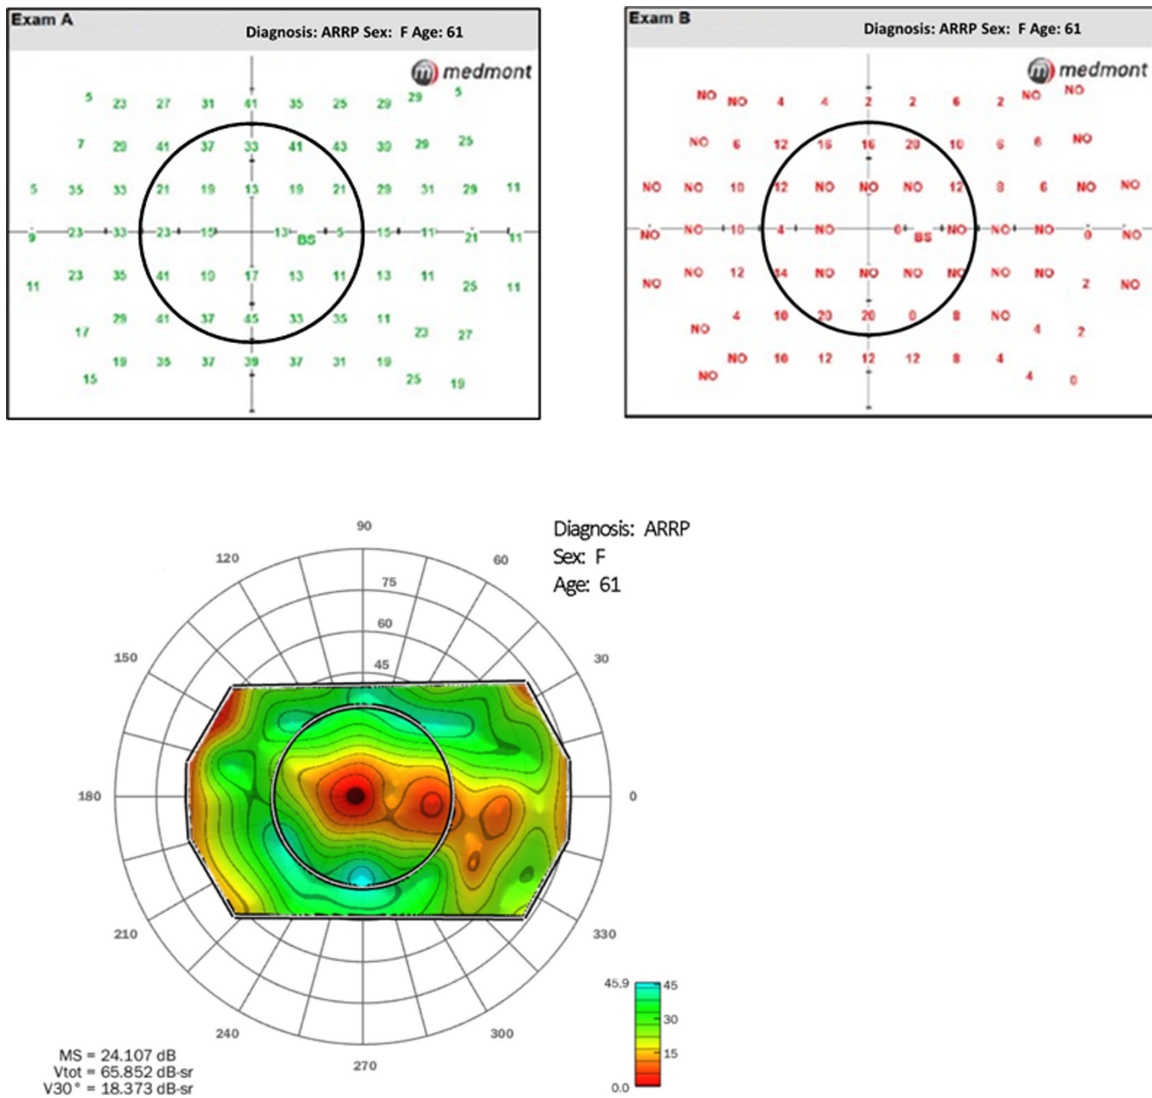 Exam A
Diagnosis: ARRP Sex: F Age: 61
medmont
5 23 27 31 41 35 25 29 29 5
7 29 41 37 33 41 43 39 29 25
5 35 33 21 19 13 19 21 29 31 29 11
9 23 33 23 15 13 BS 5 15 11 21 11
11 23 35 41 19 17 13 11 13 11 25 11
17 29 41 37 45 33 35 11 23 27
15 19 35 37 39 37 31 19 25 19
Exam B
Diagnosis: ARRP Sex: F Age: 61
medmont
NO NO 4 4 2 2 6 2 NO NO
NO 6 12 16 16 20 10 6 6 NO
NO NO 10 12 NO NO NO 12 8 6 NO NO
NO NO 10 4 NO 0 BS NO NO NO 0 NO
NO NO 12 14 NO NO NO NO NO NO 2 NO
NO 4 10 20 20 0 8 NO 4 2
NO NO 10 12 12 12 8 4 4 0
Diagnosis: ARRP
Sex: F
Age: 61
90
120
60
75
60
45
150
30
180
0
210
330
240
300
270
45.9
45
30
15
0.0
MS = 24.107 dB
Vtot = 65.852 dB-sr
V30° = 18.373 dB-sr